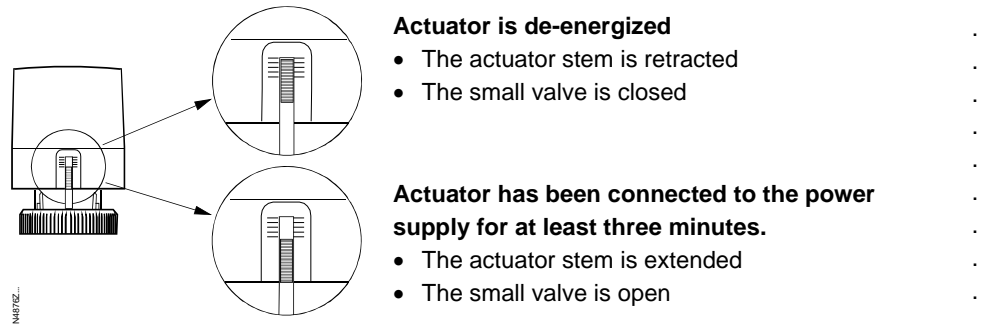 Actuator is de-energized
• The actuator stem is retracted
• The small valve is closed
Actuator has been connected to the power
supply for at least three minutes.
• The actuator stem is extended
• The small valve is open
N4876Z...